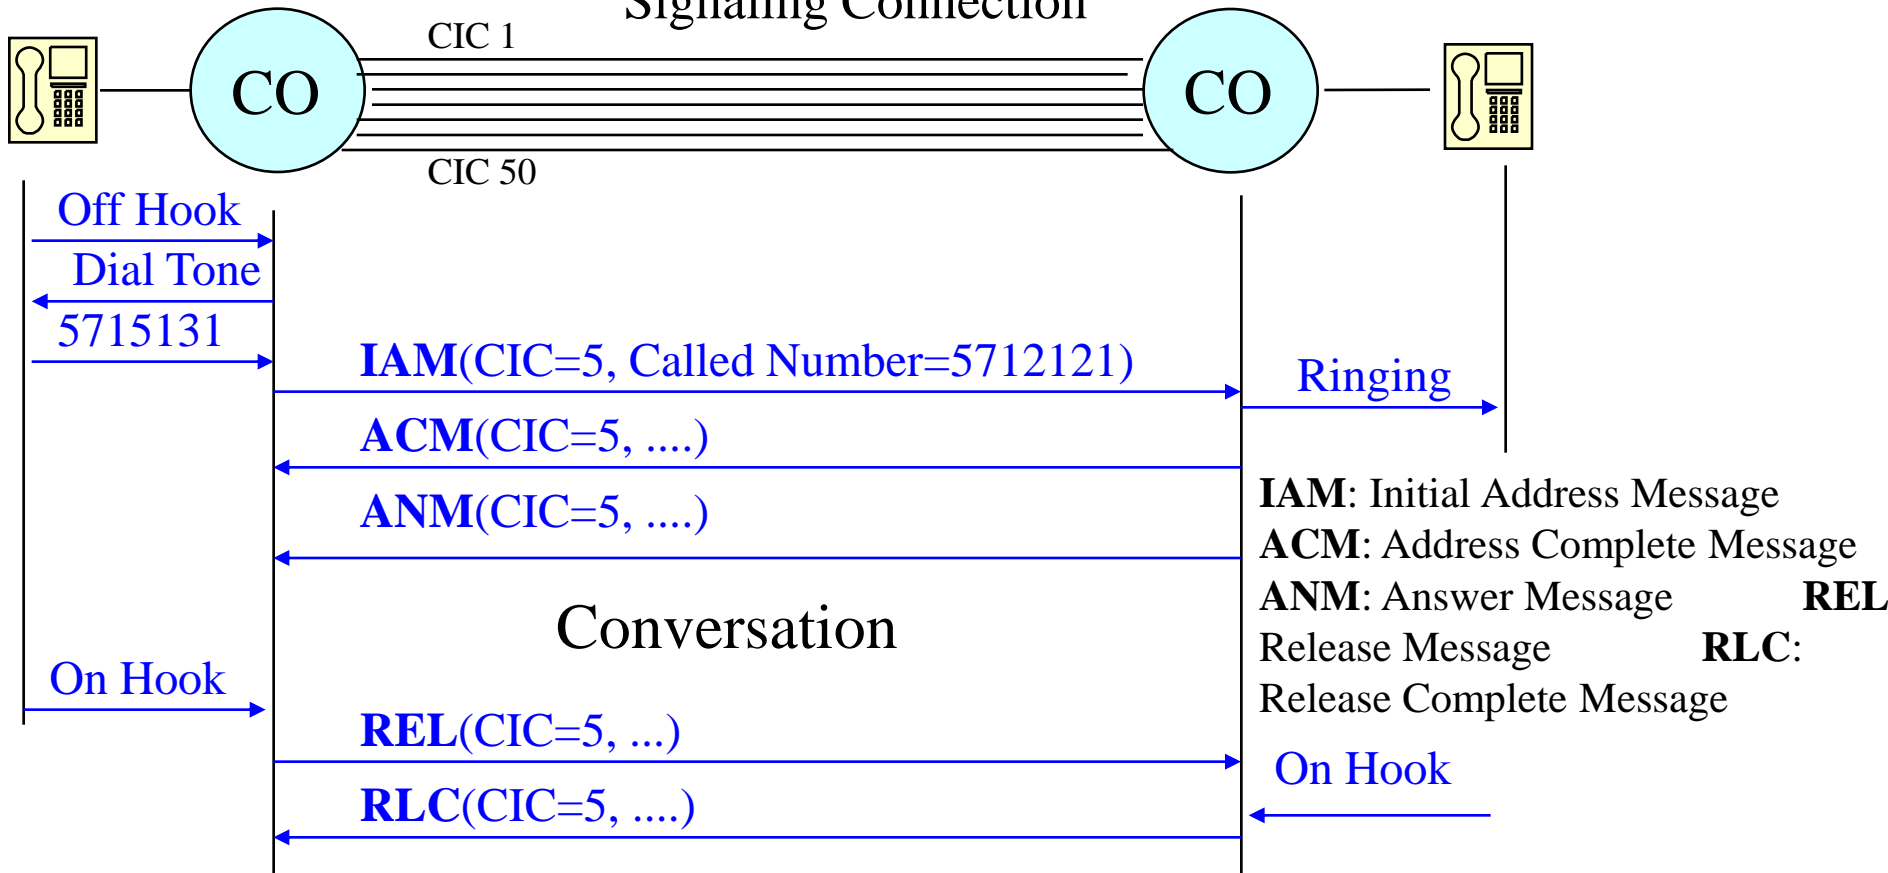 Signaling Connection
CIC 1
CO
CO
CIC 50
Off Hook
Dial Tone
5715131
IAM(CIC=5, Called Number=5712121)
Ringing
ACM(CIC=5, ....)
ANM(CIC=5, ....)
IAM: Initial Address Message
ACM: Address Complete Message
ANM: Answer Message REL
Release Message RLC:
Release Complete Message
Conversation
On Hook
REL(CIC=5, ...)
On Hook
RLC(CIC=5, ....)